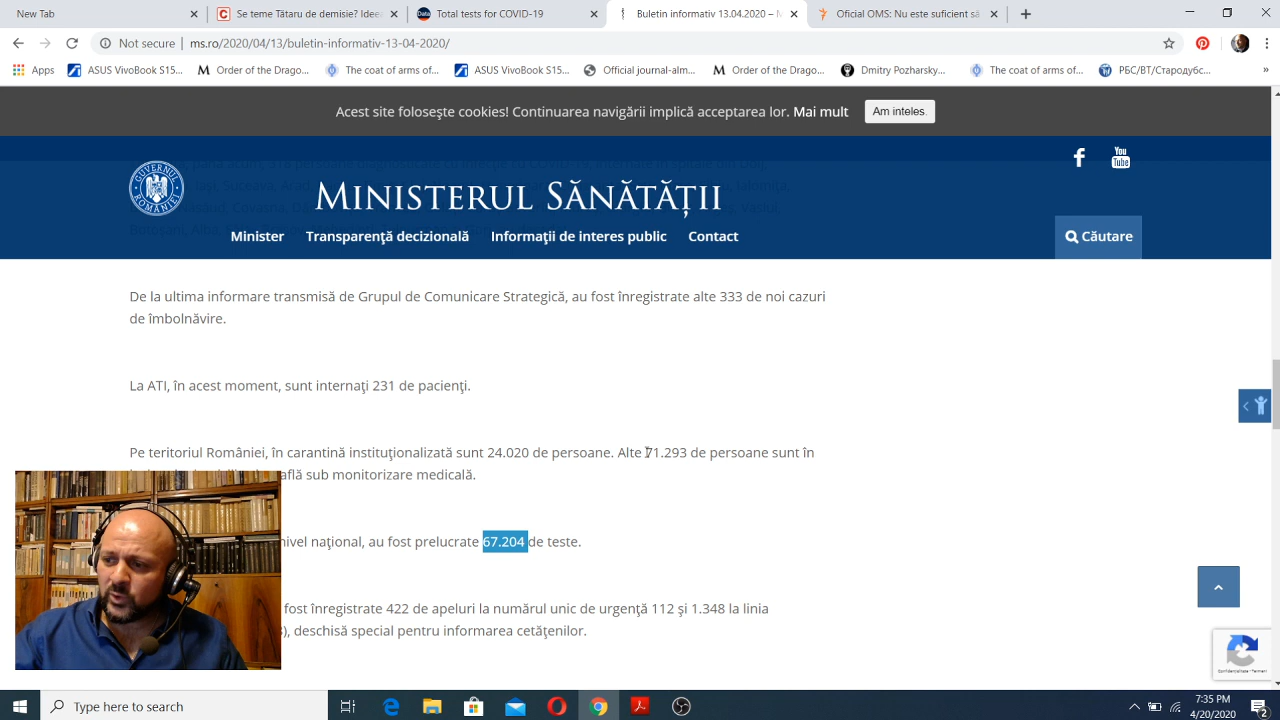 New Tab
Se teme Tătaru de demisie? Idee
Total tests for COVID-19
Buletin informativ 13.04.2020 –
Oficial OMS: Nu este suficient să
Not secure
ms.ro/2020/04/13/buletin-informativ-13-04-2020/
Apps
ASUS VivoBook S15...
Order of the Drago...
The coat of arms of...
ASUS VivoBook S15...
Official journal-alm...
Order of the Drago...
Dmitry Pozharsky...
The coat of arms of...
РБС/ВТ/Стародубс...
»
Acest site folosește cookies! Continuarea navigării implică acceptarea lor. Mai mult
Am inteles.
GUVERNUL ROMÂNIEI
MINISTERUL SĂNĂTĂȚII
You Tube
Minister
Transparență decizională
Informații de interes public
Contact
Căutare
De la ultima informare transmisă de Grupul de Comunicare Strategică, au fost înregistrate alte 333 de noi cazuri
de îmbolnăvire.
La ATI, în acest moment, sunt internați 231 de pacienți.
Pe teritoriul României, în carantină instituționalizată sunt 24.020 de persoane. Alte 71.293 de persoane sunt în
află sub monitorizare medicală.
nivel național, au fost prelucrate 67.204 de teste.
fost înregistrate 422 de apeluri la numărul unic de urgență 112 și 1.348 la linia
), deschisă special pentru informarea cetățenilor.
Type here to search
7:35 PM
4/20/2020
2